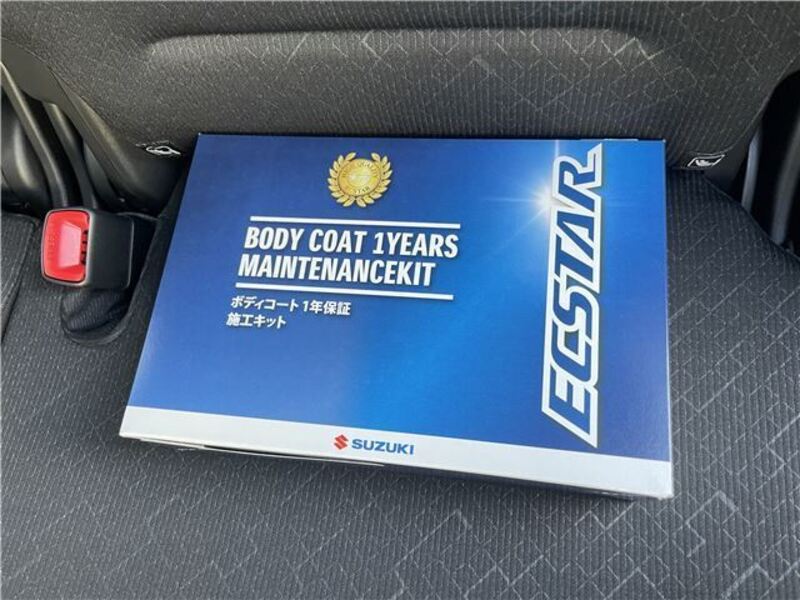 BODY COAT 1YEARS
MAINTENANCEKIT
ボディコート 1年保証
施工キット
ECSTAR
SUZUKI